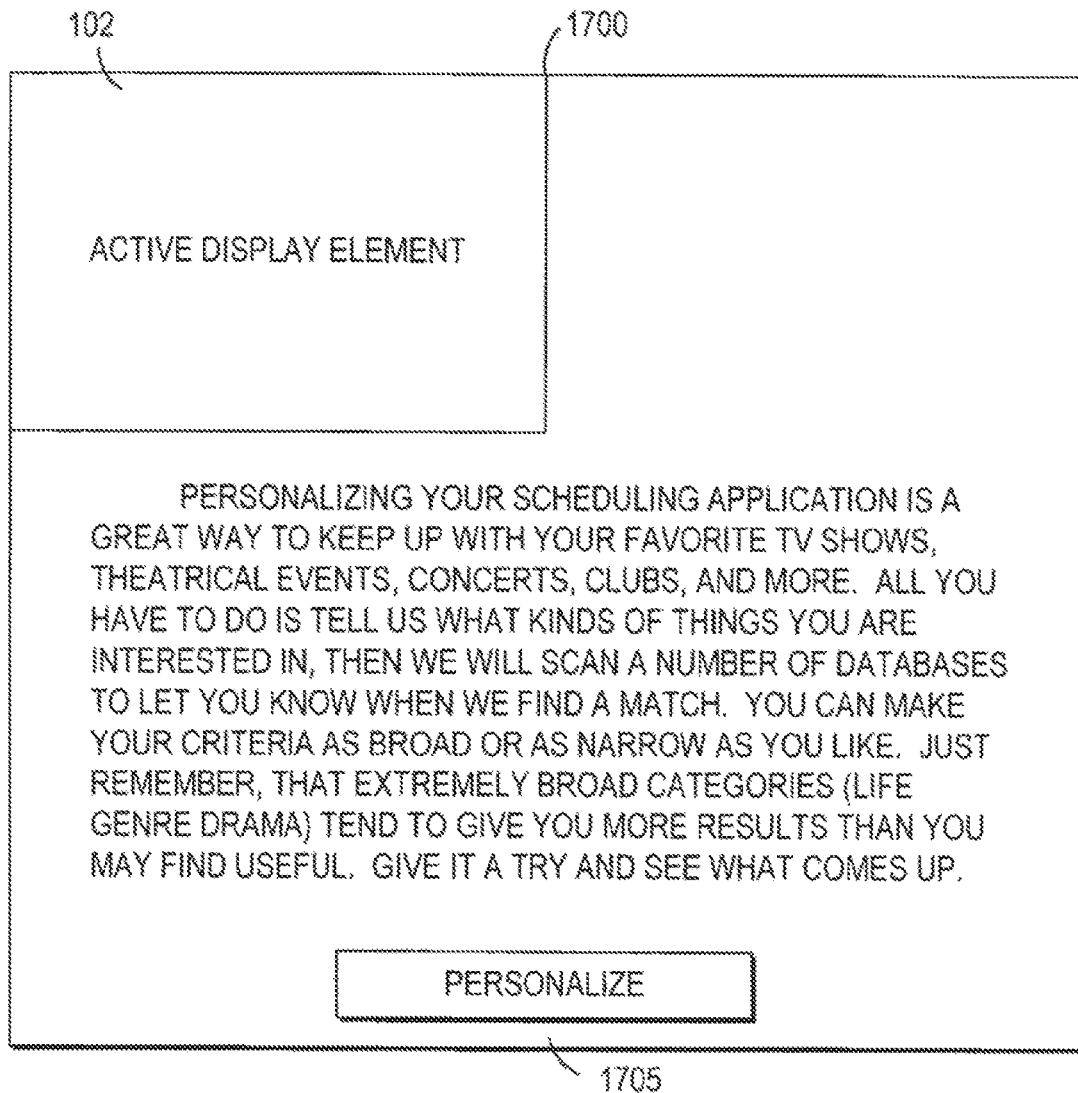 102
1700
ACTIVE DISPLAY ELEMENT
PERSONALIZING YOUR SCHEDULING APPLICATION IS A
GREAT WAY TO KEEP UP WITH YOUR FAVORITE TV SHOWS,
THEATRICAL EVENTS, CONCERTS, CLUBS, AND MORE. ALL YOU
HAVE TO DO IS TELL US WHAT KINDS OF THINGS YOU ARE
INTERESTED IN, THEN WE WILL SCAN A NUMBER OF DATABASES
TO LET YOU KNOW WHEN WE FIND A MATCH. YOU CAN MAKE
YOUR CRITERIA AS BROAD OR AS NARROW AS YOU LIKE. JUST
REMEMBER, THAT EXTREMELY BROAD CATEGORIES (LIFE
GENRE DRAMA) TEND TO GIVE YOU MORE RESULTS THAN YOU
MAY FIND USEFUL. GIVE IT A TRY AND SEE WHAT COMES UP.
PERSONALIZE
1705